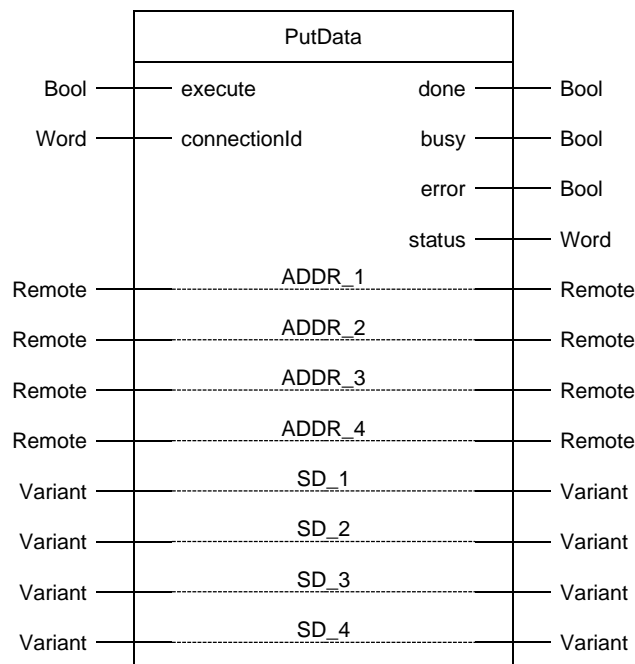 PutData
Bool execute done Bool
Word connectionId busy Bool
error Bool
status Word
Remote ADDR_1 Remote
Remote ADDR_2 Remote
Remote ADDR_3 Remote
Remote ADDR_4 Remote
Variant SD_1 Variant
Variant SD_2 Variant
Variant SD_3 Variant
Variant SD_4 Variant